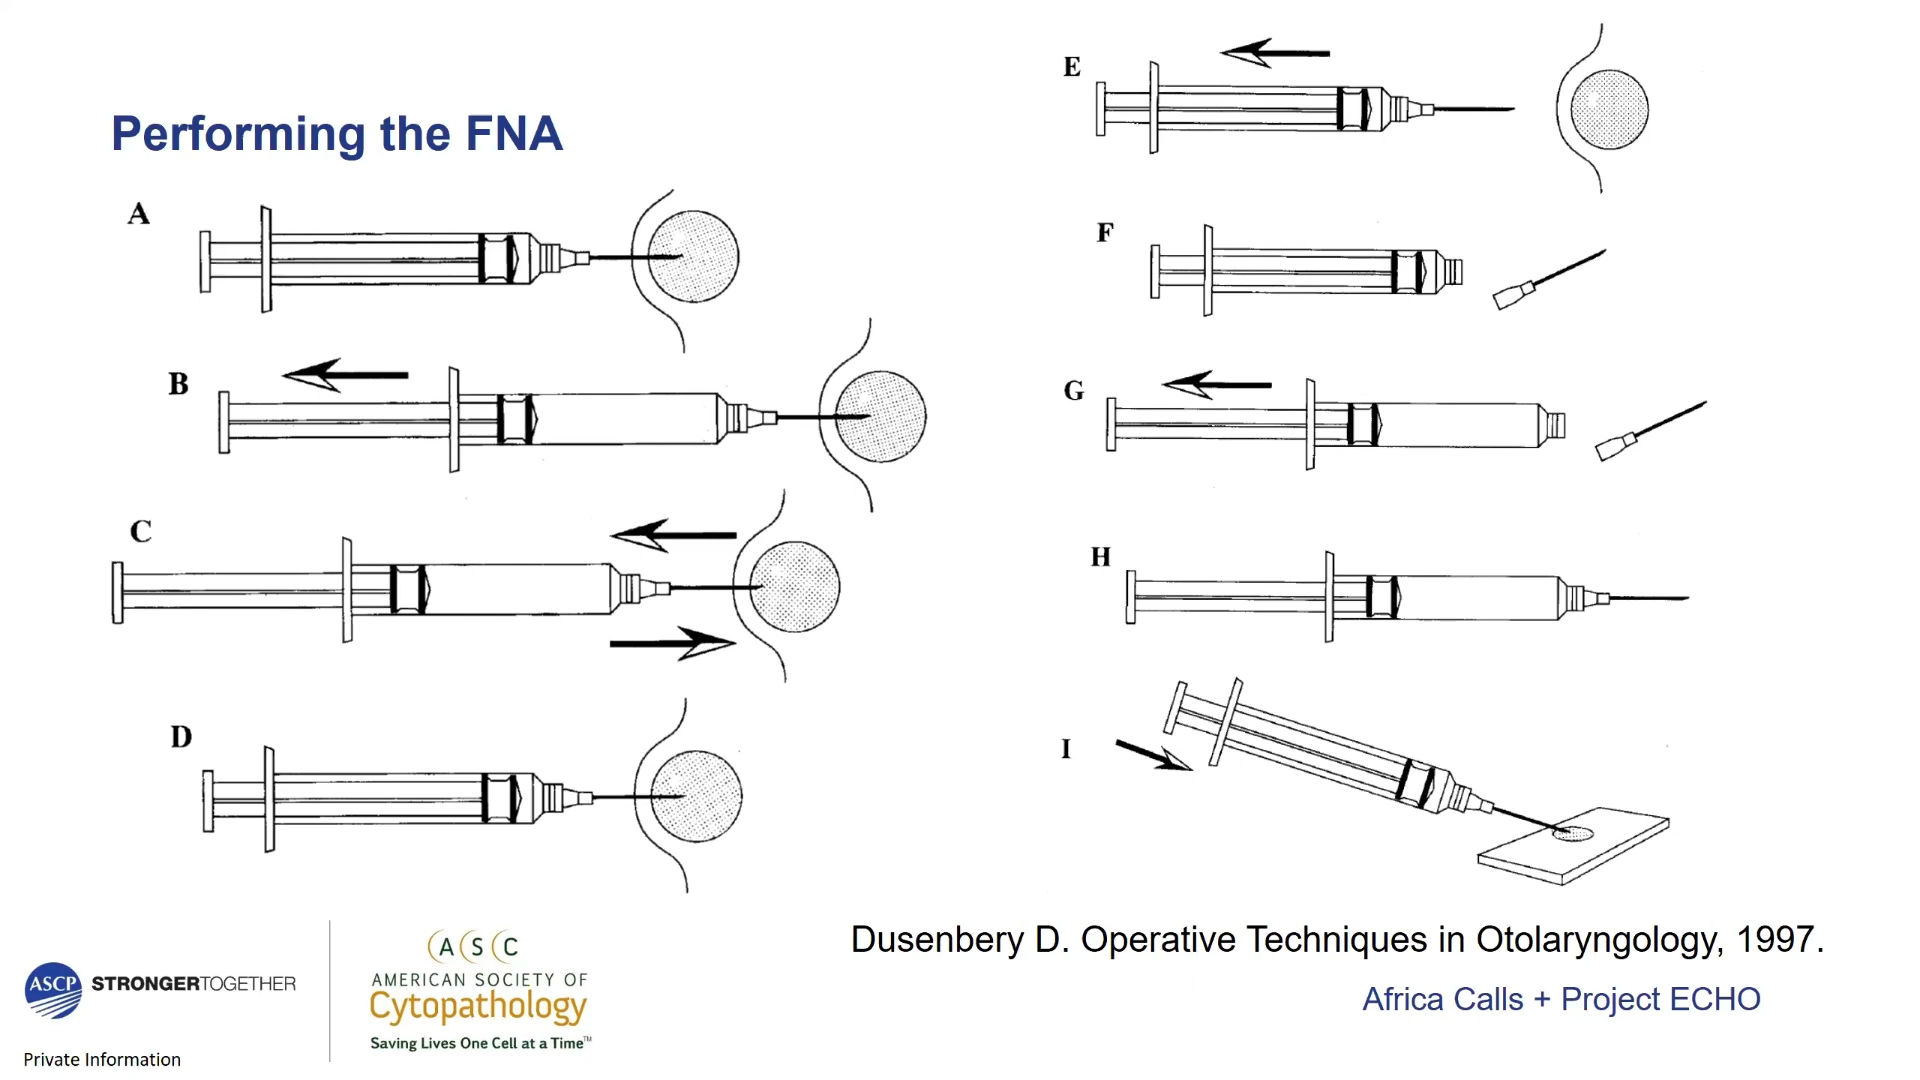 Performing the FNA
A
B
C
D
E
F
G
H
I
Dusenbery D. Operative Techniques in Otolaryngology, 1997.
Africa Calls + Project ECHO
ASCP STRONGERTOGETHER
A S C
AMERICAN SOCIETY OF
Cytopathology
Saving Lives One Cell at a Time™
Private Information